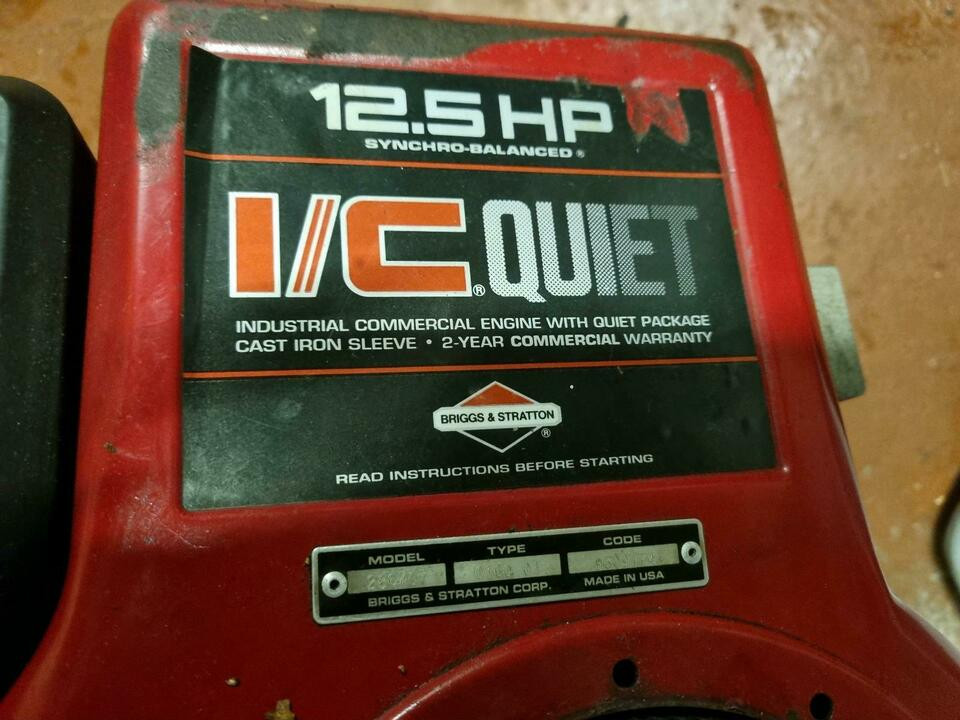 12.5 HP
SYNCHRO-BALANCED ®
I/C ® QUIET
INDUSTRIAL COMMERCIAL ENGINE WITH QUIET PACKAGE
CAST IRON SLEEVE • 2-YEAR COMMERCIAL WARRANTY
BRIGGS & STRATTON ®
READ INSTRUCTIONS BEFORE STARTING
MODEL TYPE CODE
BRIGGS & STRATTON CORP. MADE IN USA